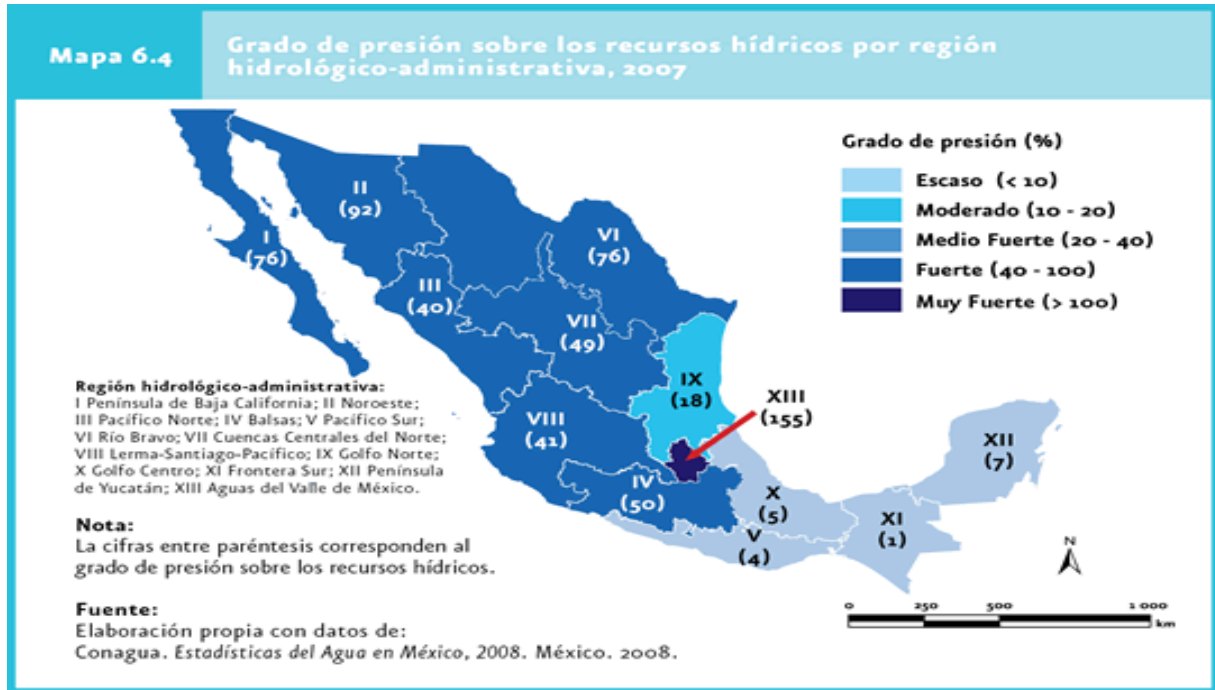 Mapa 6.4
Grado de presión sobre los recursos hídricos por región
hidrológico-administrativa, 2007
Grado de presión (%)
Escaso (< 10)
Moderado (10 - 20)
Medio Fuerte (20 - 40)
Fuerte (40 - 100)
Muy Fuerte (> 100)
II
(92)
I
(76)
VI
(76)
III
(40)
VII
(49)
IX
(18)
XIII
(155)
VIII
(41)
XII
(7)
IV
(50)
X
(5)
V
(4)
XI
(1)
Región hidrológico-administrativa:
I Península de Baja California; II Noroeste;
III Pacífico Norte; IV Balsas; V Pacífico Sur;
VI Río Bravo; VII Cuencas Centrales del Norte;
VIII Lerma-Santiago-Pacífico; IX Golfo Norte;
X Golfo Centro; XI Frontera Sur; XII Península
de Yucatán; XIII Aguas del Valle de México.
Nota:
La cifras entre paréntesis corresponden al
grado de presión sobre los recursos hídricos.
Fuente:
Elaboración propia con datos de:
Conagua. Estadísticas del Agua en México, 2008. México. 2008.
N
0 250 500 1 000
km